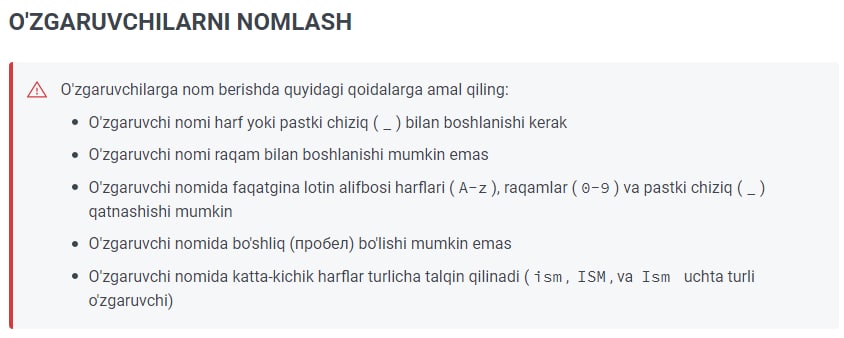 O'ZGARUVCHILARNI NOMLASH
O'zgaruvchilarga nom berishda quyidagi qoidalarga amal qiling:
• O'zgaruvchi nomi harf yoki pastki chiziq ( _ ) bilan boshlanishi kerak
• O'zgaruvchi nomi raqam bilan boshlanishi mumkin emas
• O'zgaruvchi nomida faqatgina lotin alifbosi harflari ( A-z ), raqamlar ( 0-9 ) va pastki chiziq ( _ )
qatnashishi mumkin
• O'zgaruvchi nomida bo'shliq (пробел) bo'lishi mumkin emas
• O'zgaruvchi nomida katta-kichik harflar turlicha talqin qilinadi ( ism, ISM, va Ism uchta turli
o'zgaruvchi)